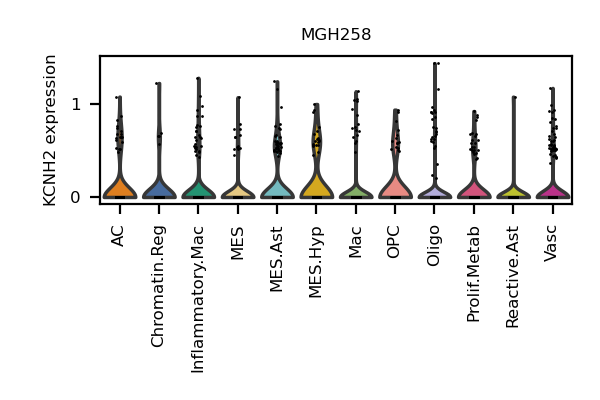 MGH258
KCNH2 expression
1
0
AC
Chromatin.Reg
Inflammatory.Mac
MES
MES.Ast
MES.Hyp
Mac
OPC
Oligo
Prolif.Metab
Reactive.Ast
Vasc